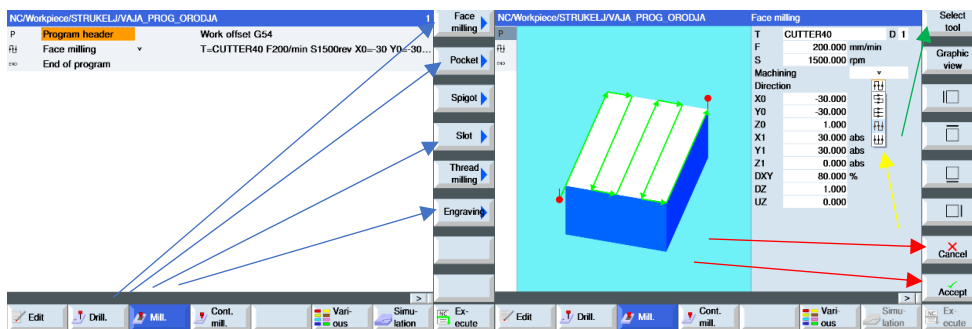 NC/Workpiece/STRUKELJ/VAJA_PROG_ORODJA 1
P Program header Work offset G54
Face milling v T=CUTTER40 F200/min S1500rev X0=-30 Y0=-30...
END End of program
Face
milling
Pocket
Spigot
Slot
Thread
milling
Engraving
>
Edit
Drill.
Mill.
Cont.
mill.
Vari-
ous
Simu-
lation
NC Ex-
ecute
NC/Workpiece/STRUKELJ/VAJA_PROG_ORODJA
P
END
Face milling
T CUTTER40 D 1
F 200.000 mm/min
S 1500.000 rpm
Machining v
Direction
X0 -30.000
Y0 -30.000
Z0 1.000
X1 30.000 abs
Y1 30.000 abs
Z1 0.000 abs
DXY 80.000 %
DZ 1.000
UZ 0.000
Select
tool
Graphic
view
Cancel
Accept
>
Edit
Drill.
Mill.
Cont.
mill.
Vari-
ous
Simu-
lation
NC Ex-
ecute